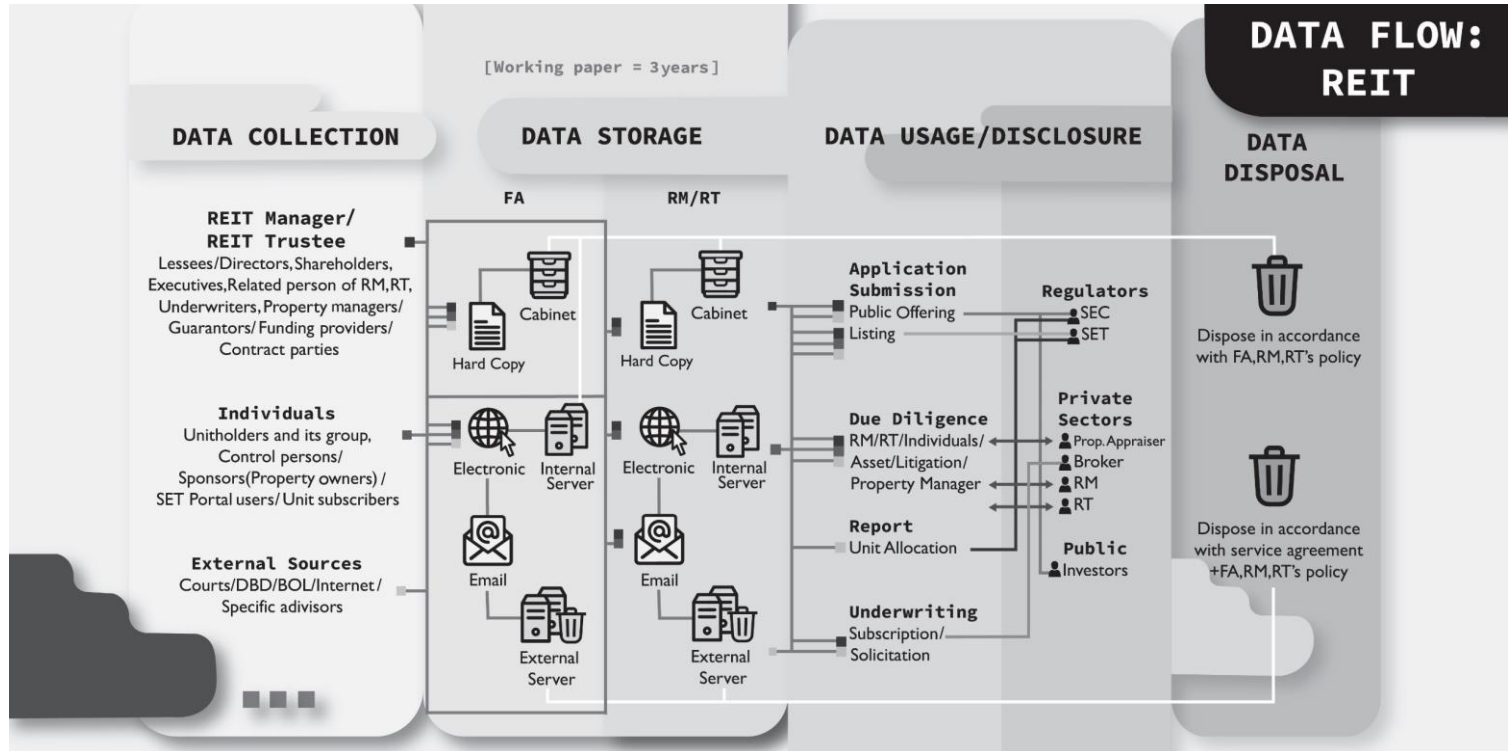 DATA FLOW:
REIT
[Working paper = 3years]
DATA COLLECTION
REIT Manager/
REIT Trustee
Lessees/Directors,Shareholders,
Executives,Related person of RM,RT,
Underwriters,Property managers/
Guarantors/Funding providers/
Contract parties
Individuals
Unitholders and its group,
Control persons/
Sponsors(Property owners)/
SET Portal users/Unit subscribers
External Sources
Courts/DBD/BOL/Internet/
Specific adivisors
DATA STORAGE
FA
Cabinet
Hard Copy
Electronic
Internal
Server
Email
External
Server
RM/RT
Cabinet
Hard Copy
Electronic
Internal
Server
Email
External
Server
DATA USAGE/DISCLOSURE
Application
Submission
Public Offering
Listing
Due Diligence
RM/RT/Individuals/
Asset/Litigation/
Property Manager
Report
Unit Allocation
Underwriting
Subscription/
Solicitation
Regulators
SEC
SET
Private
Sectors
Prop.Appraiser
Broker
RM
RT
Public
Investors
DATA
DISPOSAL
Dispose in accordance
with FA,RM,RT's policy
Dispose in accordance
with service agreement
+FA,RM,RT's policy